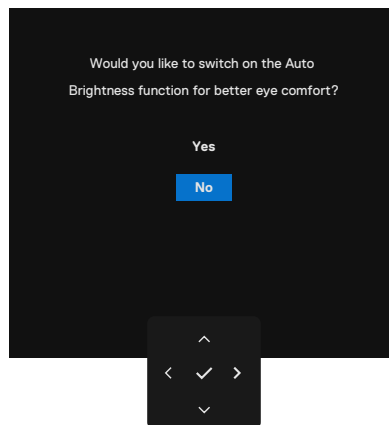 Would you like to switch on the Auto
Brightness function for better eye comfort?
Yes
No